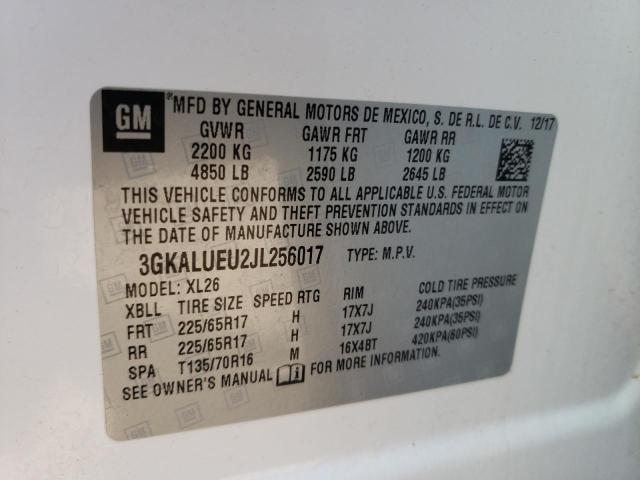 GM
MFD BY GENERAL MOTORS DE MEXICO, S. DE R.L. DE C.V. 12/17
GVWR GAWR FRT GAWR RR
2200 KG 1175 KG 1200 KG
4850 LB 2590 LB 2645 LB
THIS VEHICLE CONFORMS TO ALL APPLICABLE U.S. FEDERAL MOTOR
VEHICLE SAFETY AND THEFT PREVENTION STANDARDS IN EFFECT ON
THE DATE OF MANUFACTURE SHOWN ABOVE.
3GKALUEU2JL256017 TYPE: M.P.V.
MODEL: XL26
XBLL TIRE SIZE SPEED RTG RIM COLD TIRE PRESSURE
FRT 225/65R17 H 17X7J 240KPA(35PSI)
RR 225/65R17 H 17X7J 240KPA(35PSI)
SPA T135/70R16 M 16X4BT 420KPA(60PSI)
SEE OWNER'S MANUAL FOR MORE INFORMATION.